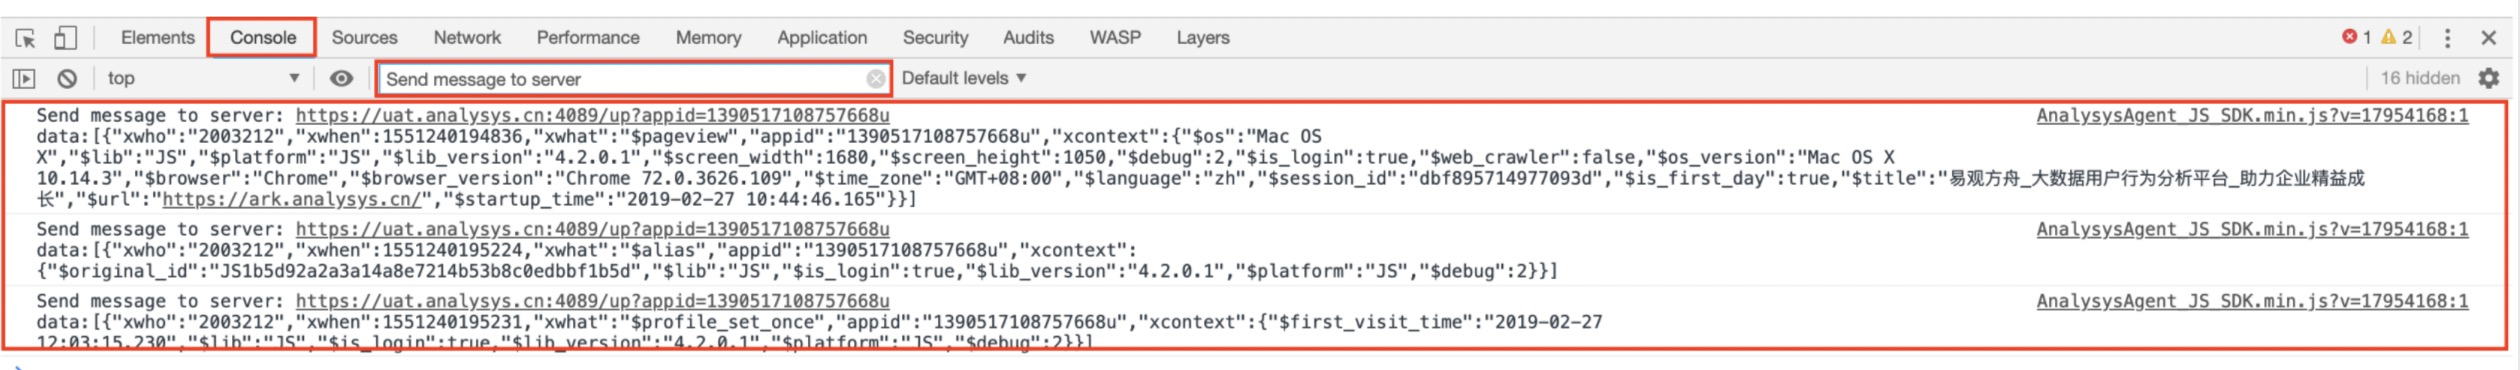 Elements Console Sources Network Performance Memory Application Security Audits WASP Layers 1 2
top Send message to server Default levels 16 hidden
Send message to server: https://uat.analysys.cn:4089/up?appid=1390517108757668u AnalysysAgent_JS_SDK.min.js?v=17954168:1
data:[{"xwho":"2003212","xwhen":1551240194836,"xwhat":"$pageview","appid":"1390517108757668u","xcontext":{"$os":"Mac OS
X","$lib":"JS","$platform":"JS","$lib_version":"4.2.0.1","$screen_width":1680,"$screen_height":1050,"$debug":2,"$is_login":true,"$web_crawler":false,"$os_version":"Mac OS X
10.14.3","$browser":"Chrome","$browser_version":"Chrome 72.0.3626.109","$time_zone":"GMT+08:00","$language":"zh","$session_id":"dbf895714977093d","$is_first_day":true,"$title":"易观方舟_大数据用户行为分析平台_助力企业精益成
长","$url":"https://ark.analysys.cn/","$startup_time":"2019-02-27 10:44:46.165"}}]
Send message to server: https://uat.analysys.cn:4089/up?appid=1390517108757668u AnalysysAgent_JS_SDK.min.js?v=17954168:1
data:[{"xwho":"2003212","xwhen":1551240195224,"xwhat":"$alias","appid":"1390517108757668u","xcontext":
{"$original_id":"JS1b5d92a2a3a14a8e7214b53b8c0edbbf1b5d","$lib":"JS","$is_login":true,"$lib_version":"4.2.0.1","$platform":"JS","$debug":2}}]
Send message to server: https://uat.analysys.cn:4089/up?appid=1390517108757668u AnalysysAgent_JS_SDK.min.js?v=17954168:1
data:[{"xwho":"2003212","xwhen":1551240195231,"xwhat":"$profile_set_once","appid":"1390517108757668u","xcontext":{"$first_visit_time":"2019-02-27
12:03:15.230","$lib":"JS","$is_login":true,"$lib_version":"4.2.0.1","$platform":"JS","$debug":2}}]